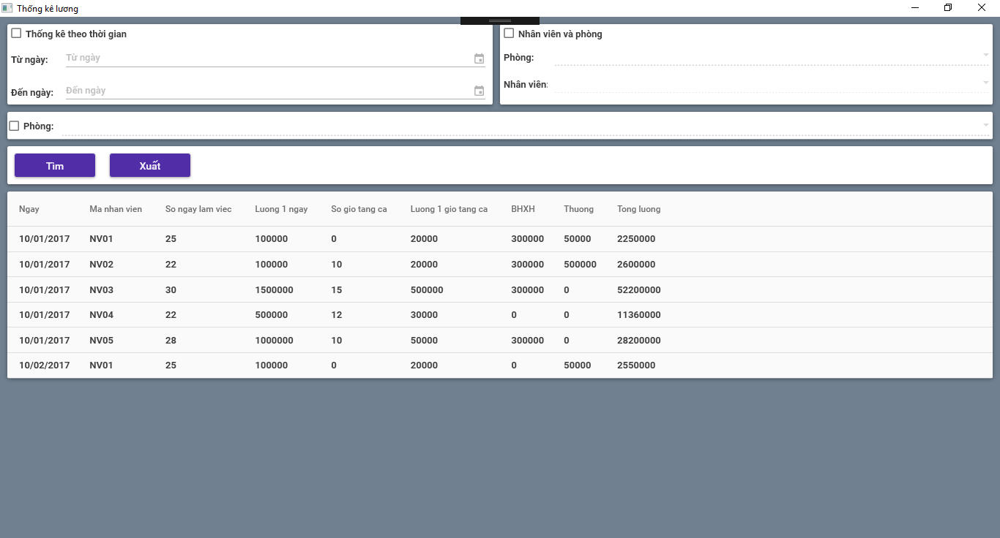 Thống kê lương
Thống kê theo thời gian
Từ ngày: Từ ngày
Đến ngày: Đến ngày
Nhân viên và phòng
Phòng:
Nhân viên:
Phòng:
Tìm Xuất
Ngay Ma nhan vien So ngay lam viec Luong 1 ngay So gio tang ca Luong 1 gio tang ca BHXH Thuong Tong luong
10/01/2017 NV01 25 100000 0 20000 300000 50000 2250000
10/01/2017 NV02 22 100000 10 20000 300000 500000 2600000
10/01/2017 NV03 30 1500000 15 500000 300000 0 52200000
10/01/2017 NV04 22 500000 12 30000 0 0 11360000
10/01/2017 NV05 28 1000000 10 50000 300000 0 28200000
10/02/2017 NV01 25 100000 0 20000 0 50000 2550000